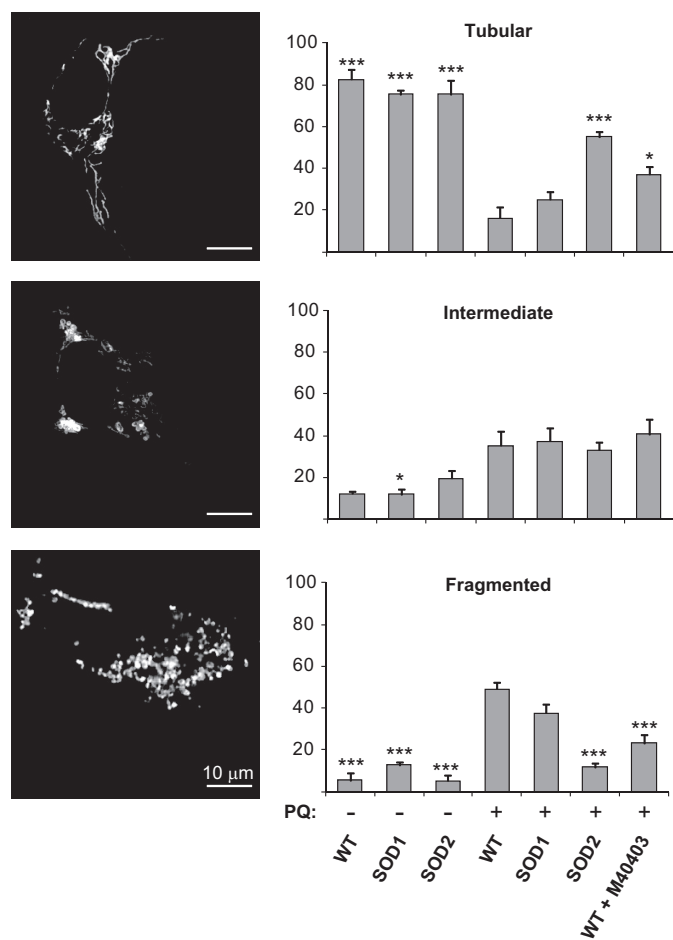 Tubular
100
80
60
40
20
*** *** *** *** *
Intermediate
100
80
60
40
20
*
Fragmented
100
80
60
40
20
*** *** *** *** ***
10 µm
PQ: - - - + + + +
WT SOD1 SOD2 WT SOD1 SOD2 WT + M40403